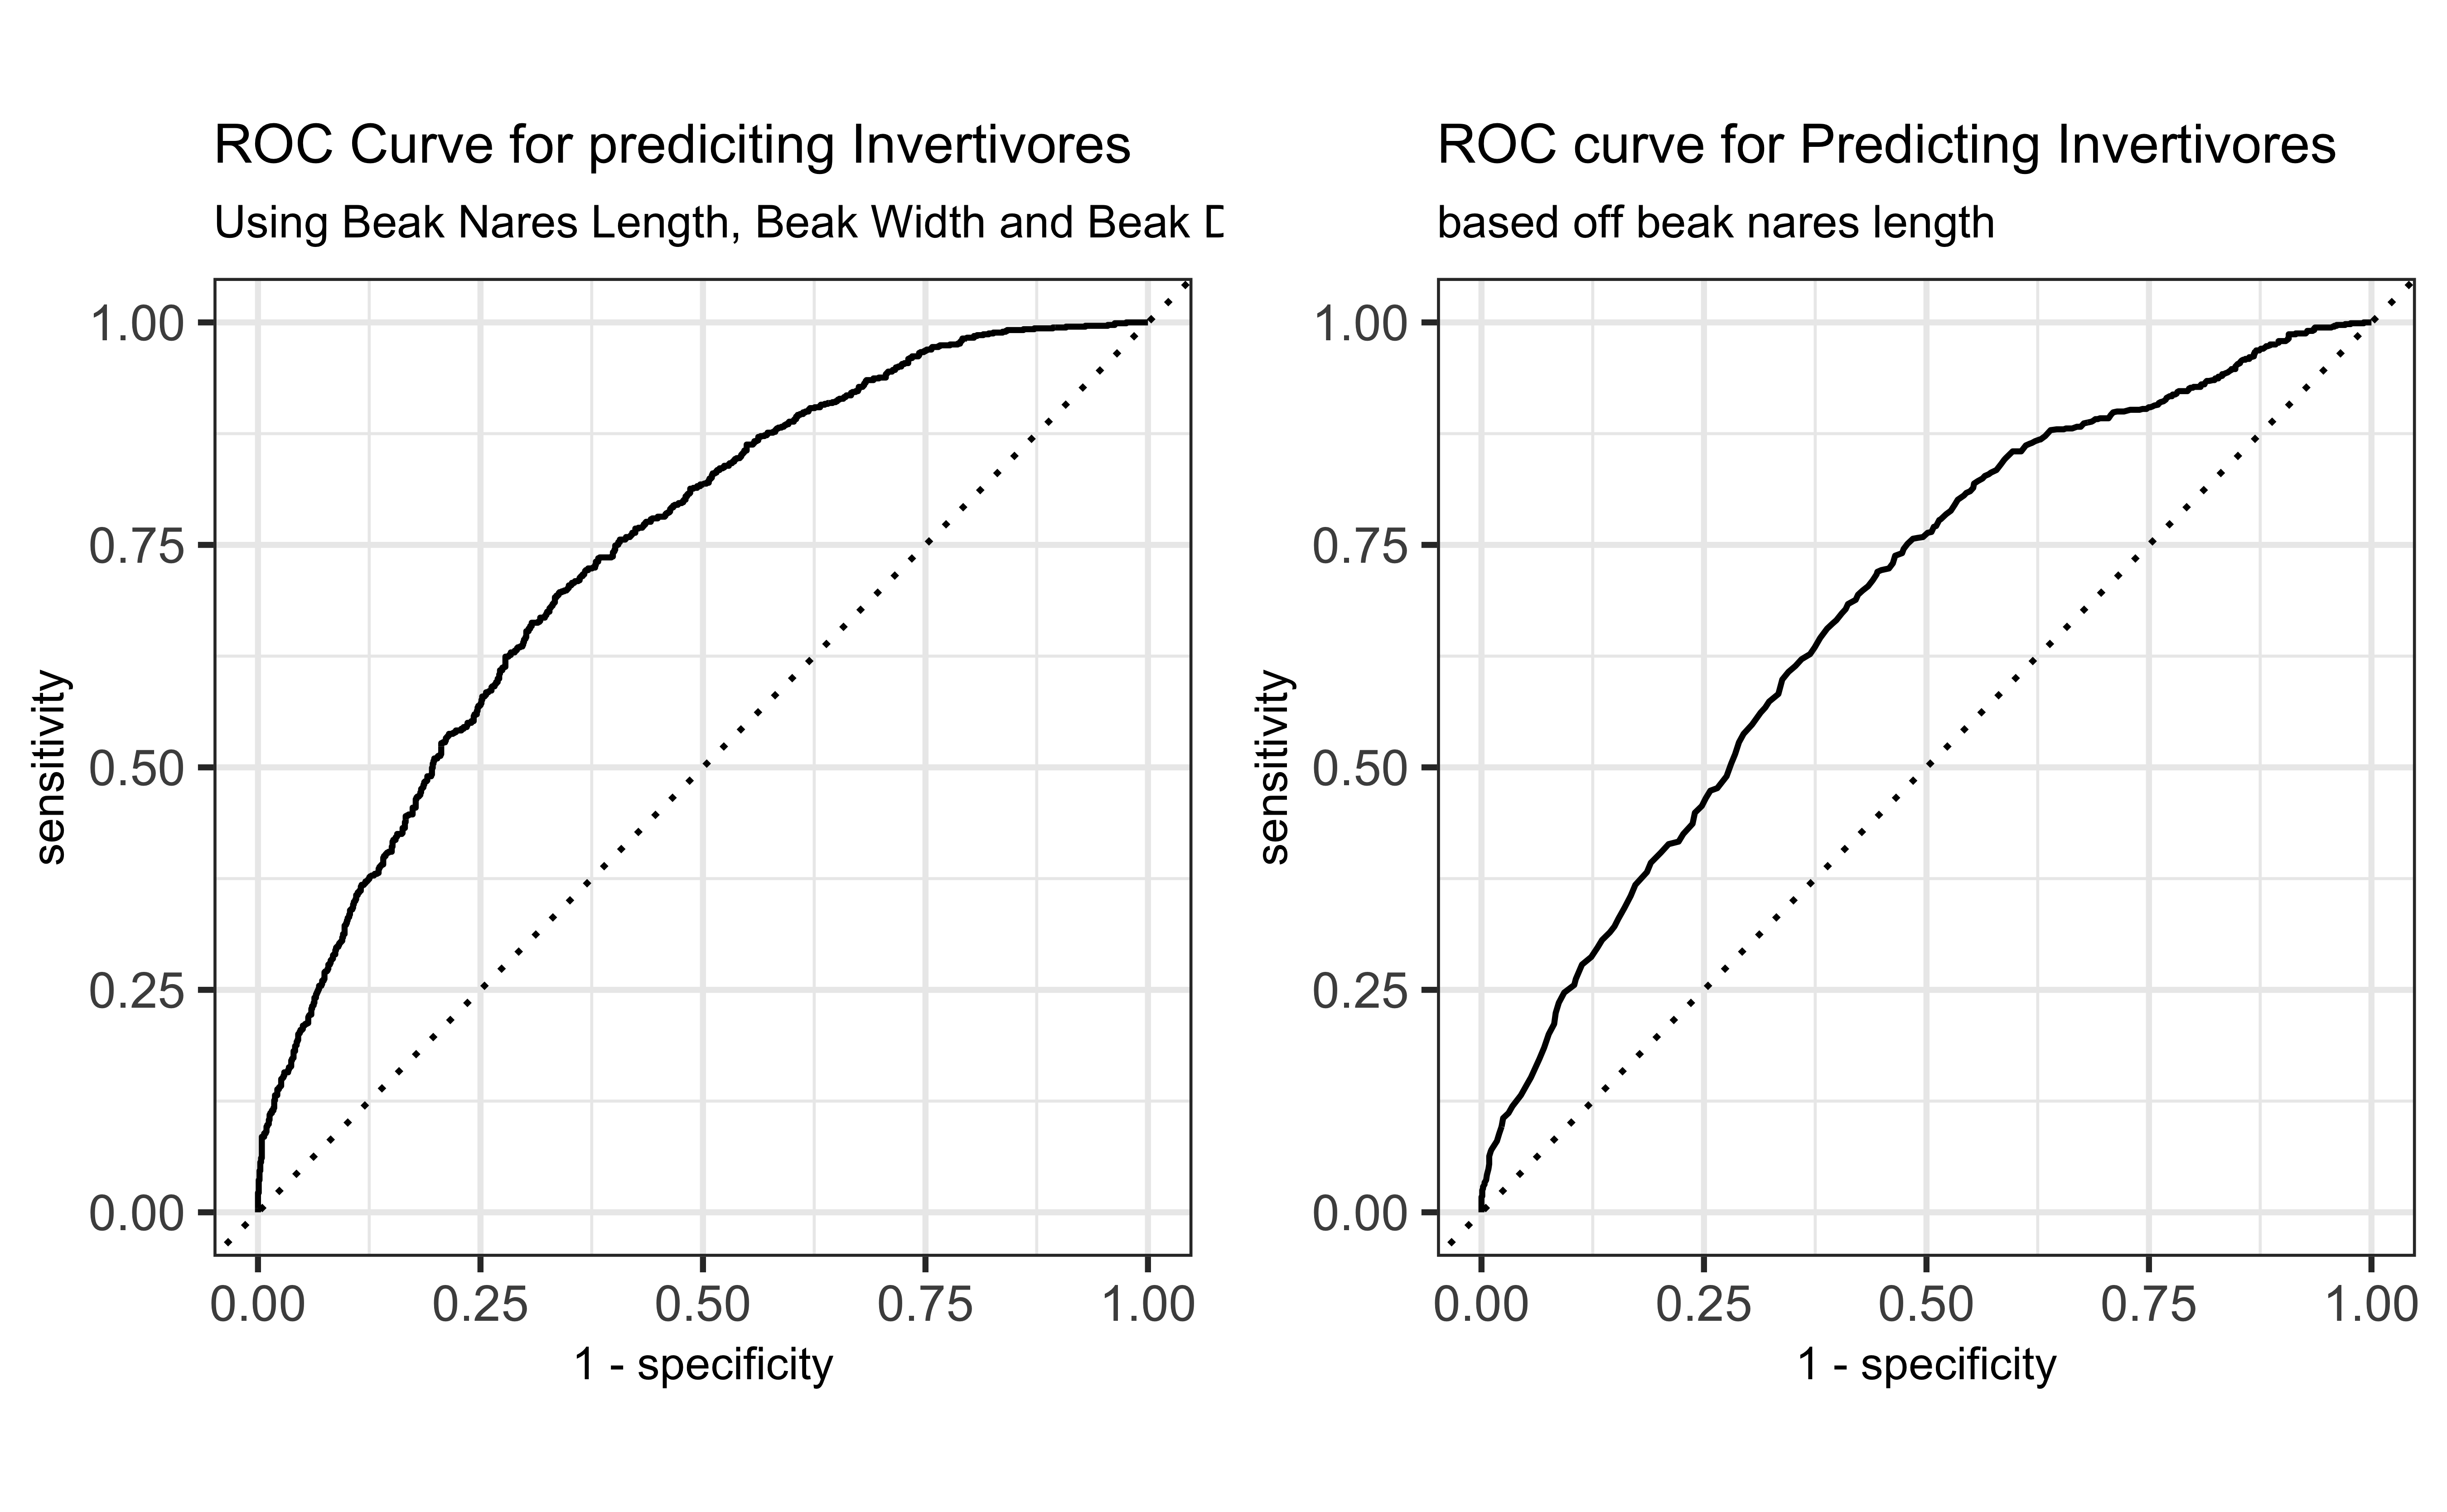 ROC Curve for prediciting Invertivores
Using Beak Nares Length, Beak Width and Beak
1.00
0.75
0.50
0.25
0.00
sensitivity
0.00 0.25 0.50 0.75 1.00
1 - specificity
ROC curve for Predicting Invertivores
based off beak nares length
1.00
0.75
0.50
0.25
0.00
sensitivity
0.00 0.25 0.50 0.75 1.00
1 - specificity